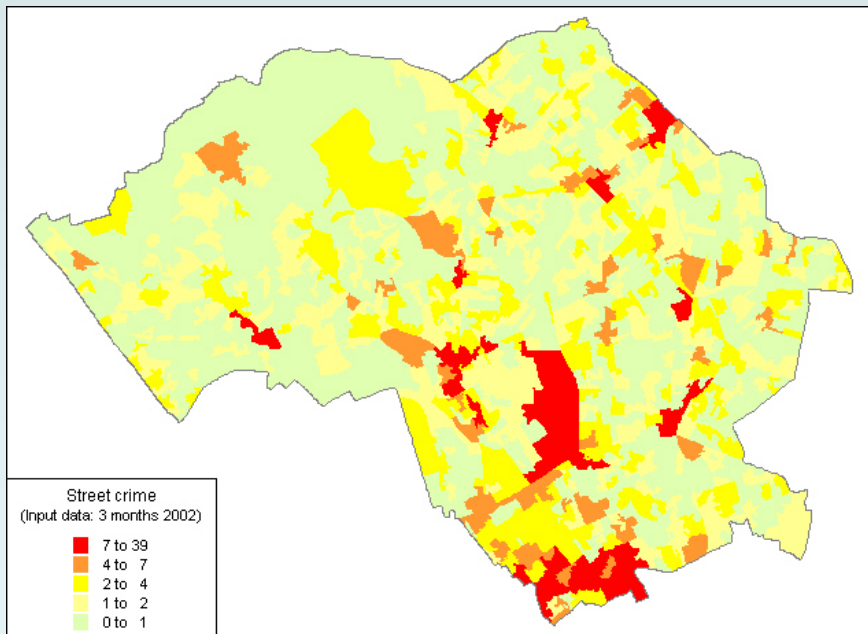 Street crime
(Input data: 3 months 2002)
7 to 39
4 to 7
2 to 4
1 to 2
0 to 1